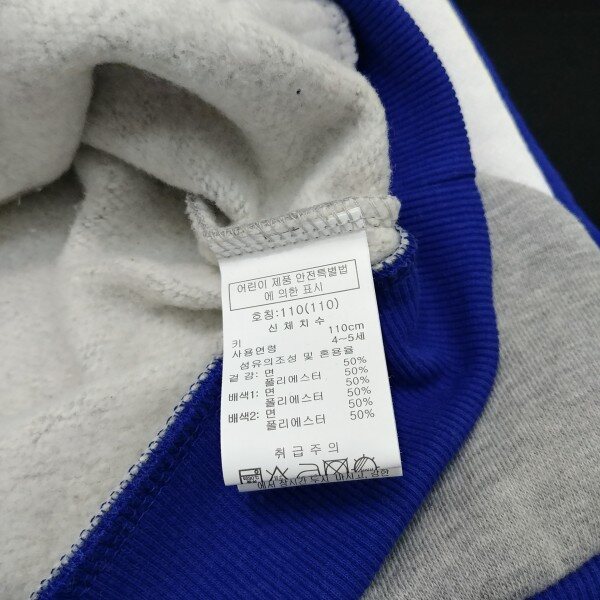 어린이 제품 안전특별법
에 의한 표시
호칭:110(110)
신체치수
키 110cm
사용연령 4~5세
섬유의조성 및 혼용율
겉감: 면 50%
폴리에스터 50%
배색1: 면 50%
폴리에스터 50%
배색2: 면 50%
폴리에스터 50%
취급주의